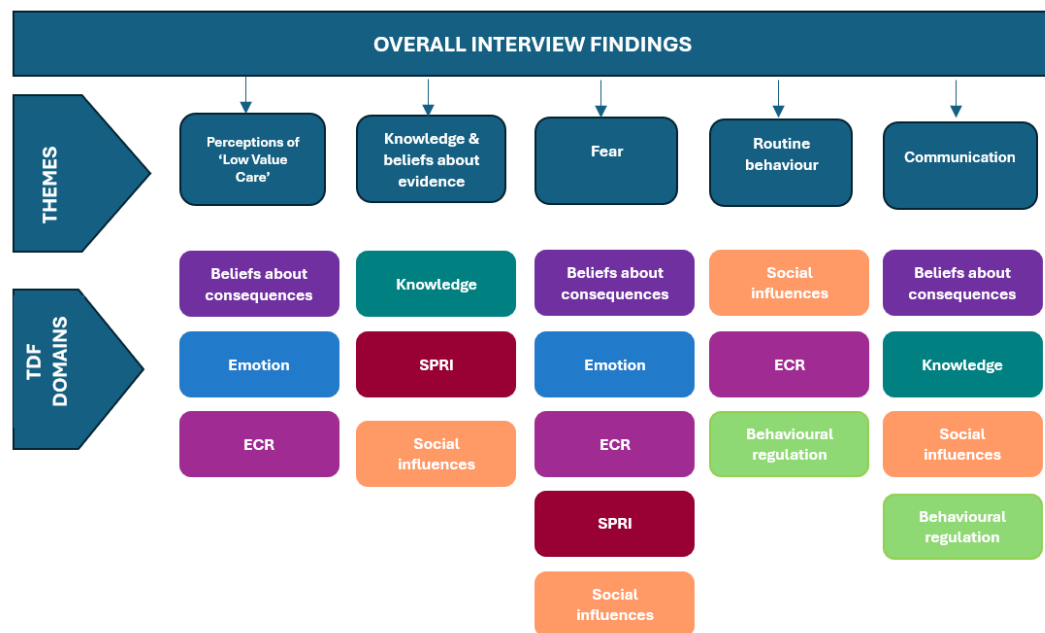 OVERALL INTERVIEW FINDINGS
THEMES
Perceptions of
‘Low Value
Care’
Knowledge &
beliefs about
evidence
Fear
Routine
behaviour
Communication
TDF
DOMAINS
Beliefs about
consequences
Knowledge
Beliefs about
consequences
Social
influences
Beliefs about
consequences
Emotion
SPRI
Emotion
ECR
Knowledge
ECR
Social
influences
ECR
Behavioural
regulation
Social
influences
SPRI
Behavioural
regulation
Social
influences